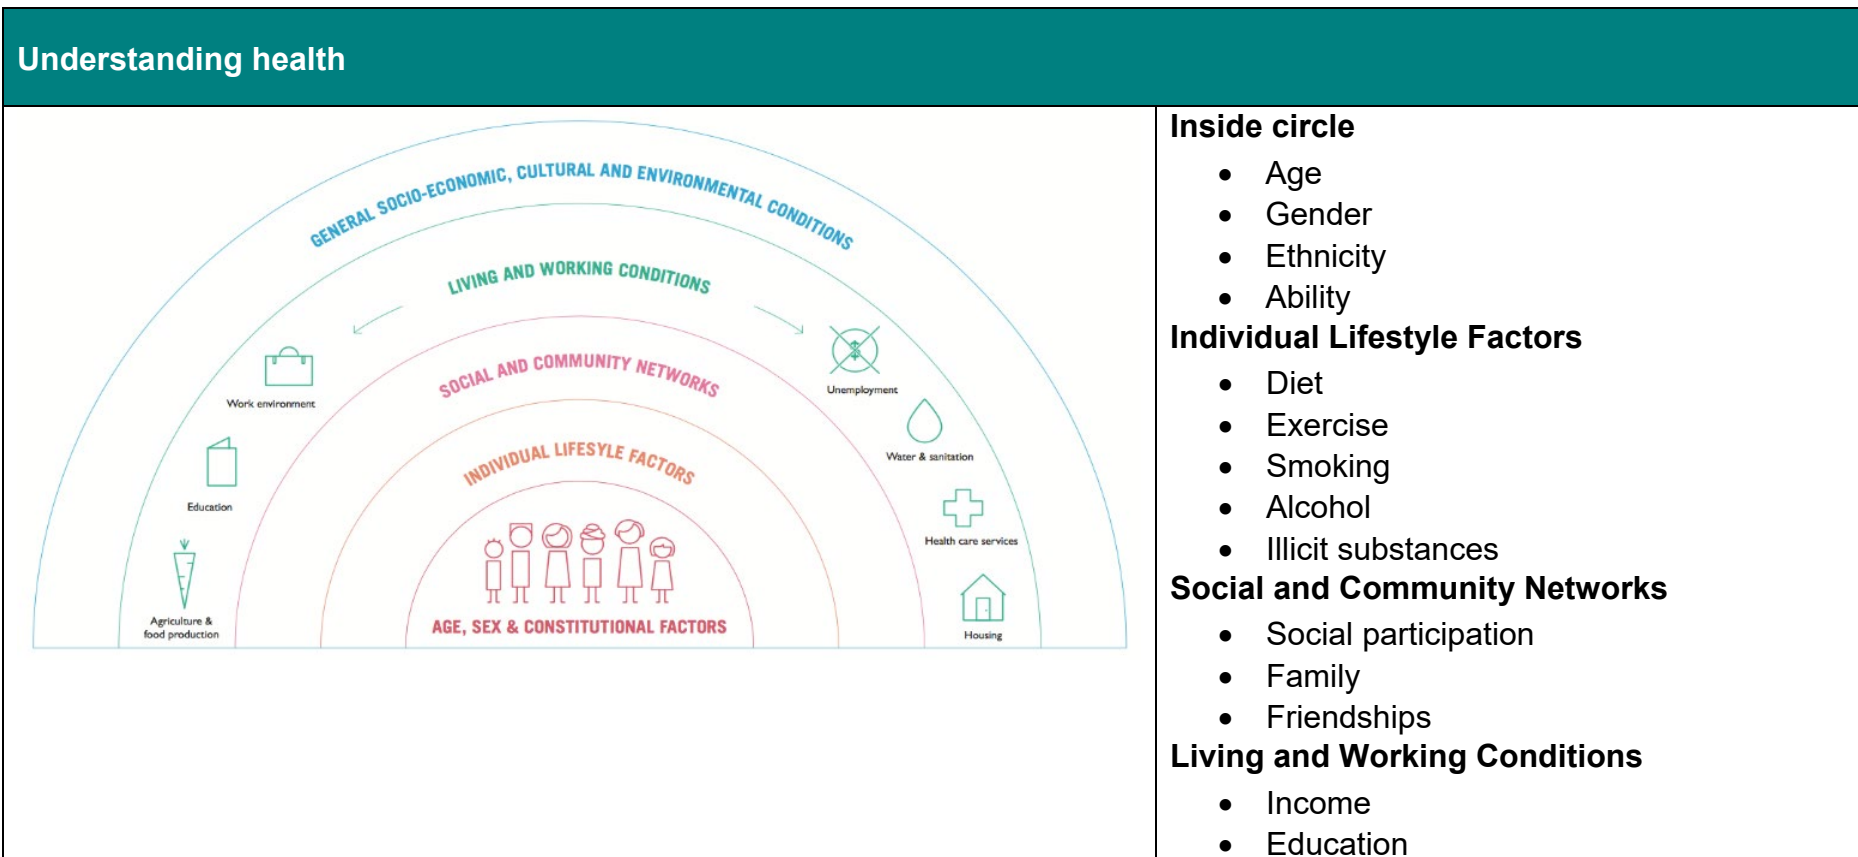 Understanding health
GENERAL SOCIO-ECONOMIC, CULTURAL AND ENVIRONMENTAL CONDITIONS
LIVING AND WORKING CONDITIONS
Work environment
Unemployment
SOCIAL AND COMMUNITY NETWORKS
Education
Water & sanitation
INDIVIDUAL LIFESYLE FACTORS
Health care services
Agriculture &
food production
Housing
AGE, SEX & CONSTITUTIONAL FACTORS
Inside circle
• Age
• Gender
• Ethnicity
• Ability
Individual Lifestyle Factors
• Diet
• Exercise
• Smoking
• Alcohol
• Illicit substances
Social and Community Networks
• Social participation
• Family
• Friendships
Living and Working Conditions
• Income
• Education